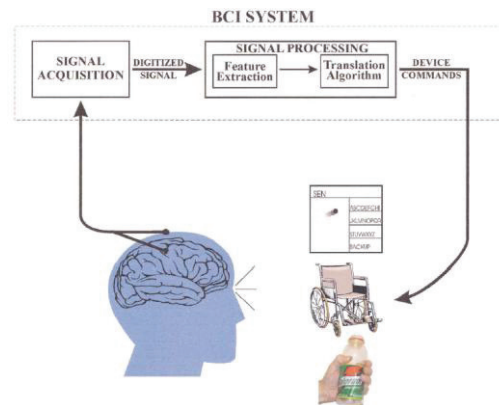 BCI SYSTEM
SIGNAL
ACQUISITION
DIGITIZED
SIGNAL
SIGNAL PROCESSING
Feature
Extraction
Translation
Algorithm
DEVICE
COMMANDS
SEN